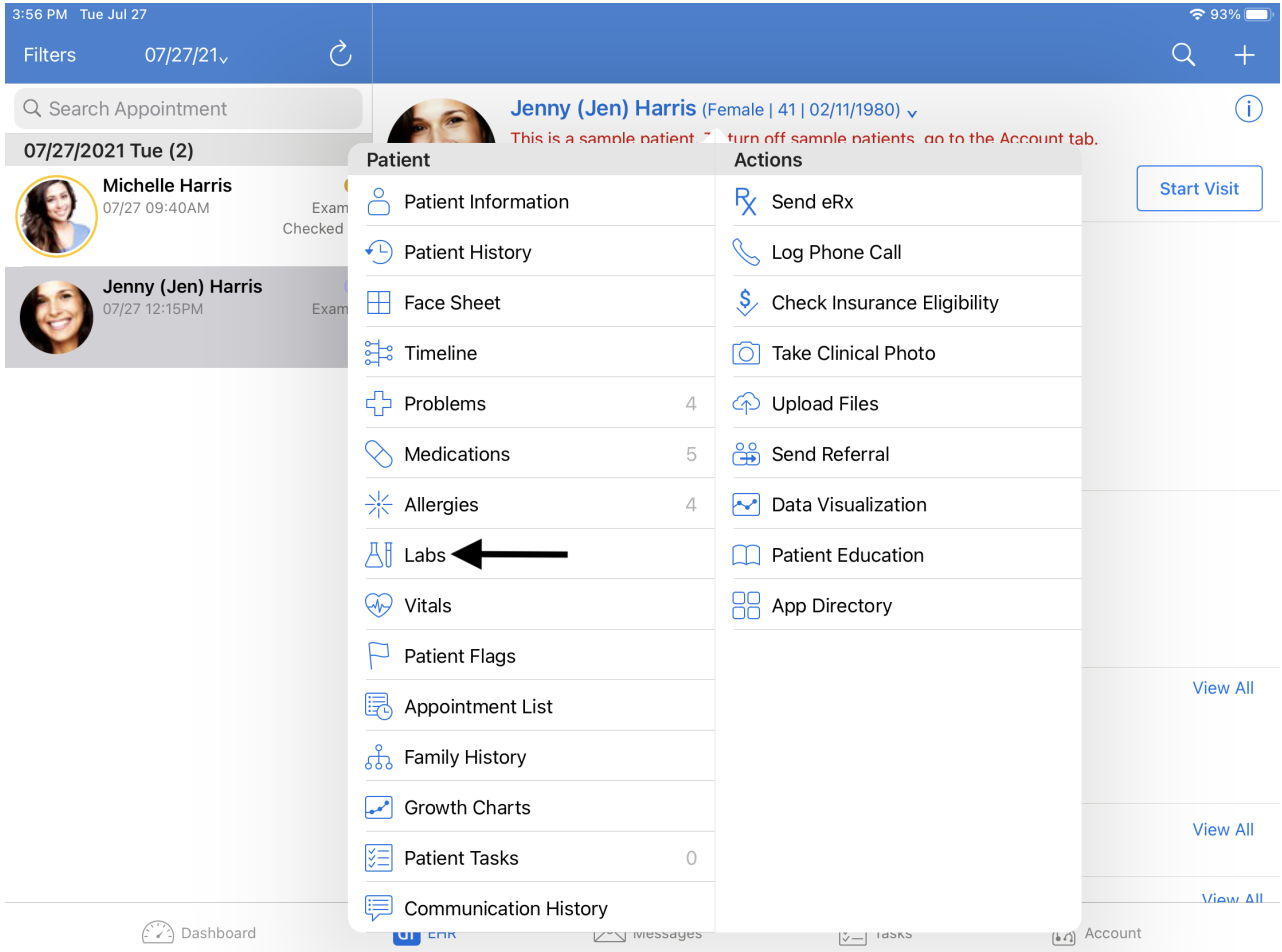 3:56 PM Tue Jul 27
93%
Filters
07/27/21
Search Appointment
07/27/2021 Tue (2)
Michelle Harris
07/27 09:40AM
Exam
Checked
Jenny (Jen) Harris
07/27 12:15PM
Exam
Jenny (Jen) Harris (Female | 41 | 02/11/1980)
This is a sample patient. turn off sample patients, go to the Account tab.
Start Visit
Patient
Patient Information
Patient History
Face Sheet
Timeline
Problems 4
Medications 5
Allergies 4
Labs
Vitals
Patient Flags
Appointment List
Family History
Growth Charts
Patient Tasks 0
Communication History
Actions
Send eRx
Log Phone Call
Check Insurance Eligibility
Take Clinical Photo
Upload Files
Send Referral
Data Visualization
Patient Education
App Directory
View All
View All
View All
Dashboard
EHR
Messages
Tasks
Account